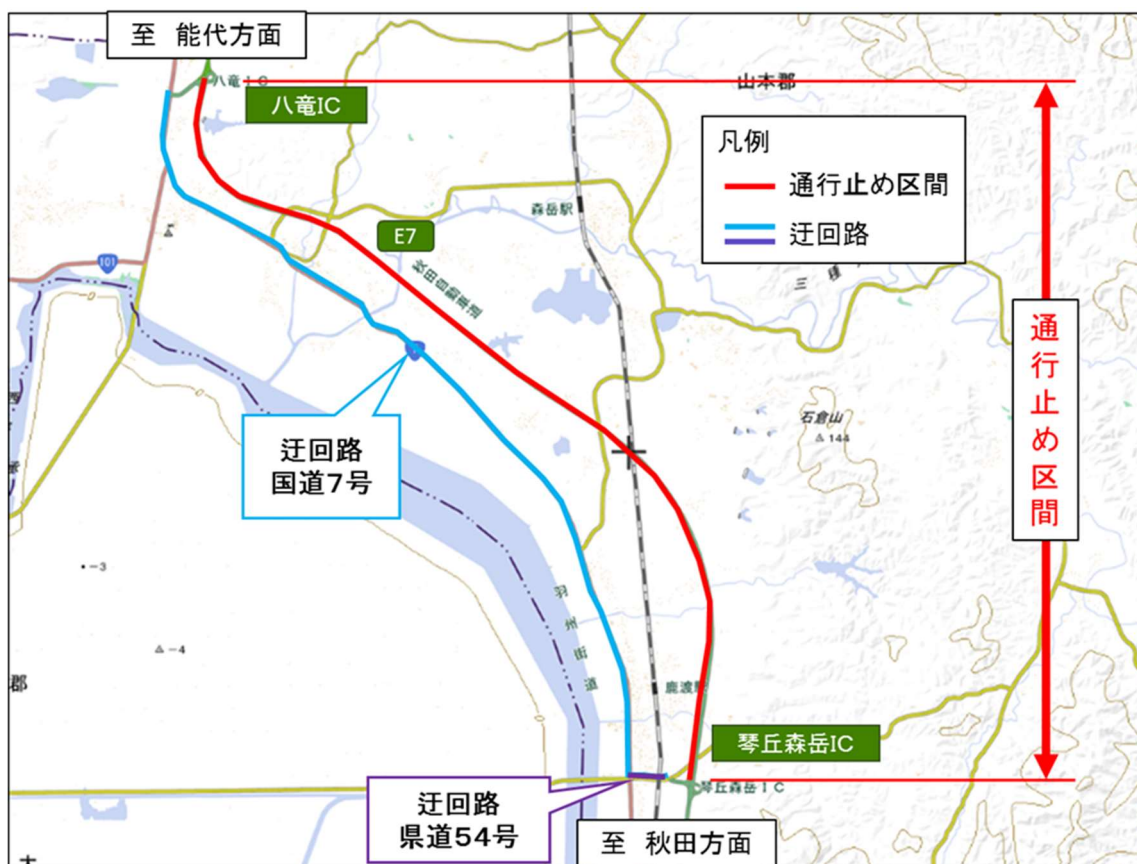 至 能代方面
八竜IC
八竜IC
山本郡
凡例
通行止め区間
迂回路
森岳駅
E7
秋田自動車道
101
三種
通行止め区間
迂回路
国道7号
石倉山
144
-3
羽州街道
-4
郡
鹿渡駅
琴丘森岳IC
琴丘森岳IC
迂回路
県道54号
至 秋田方面